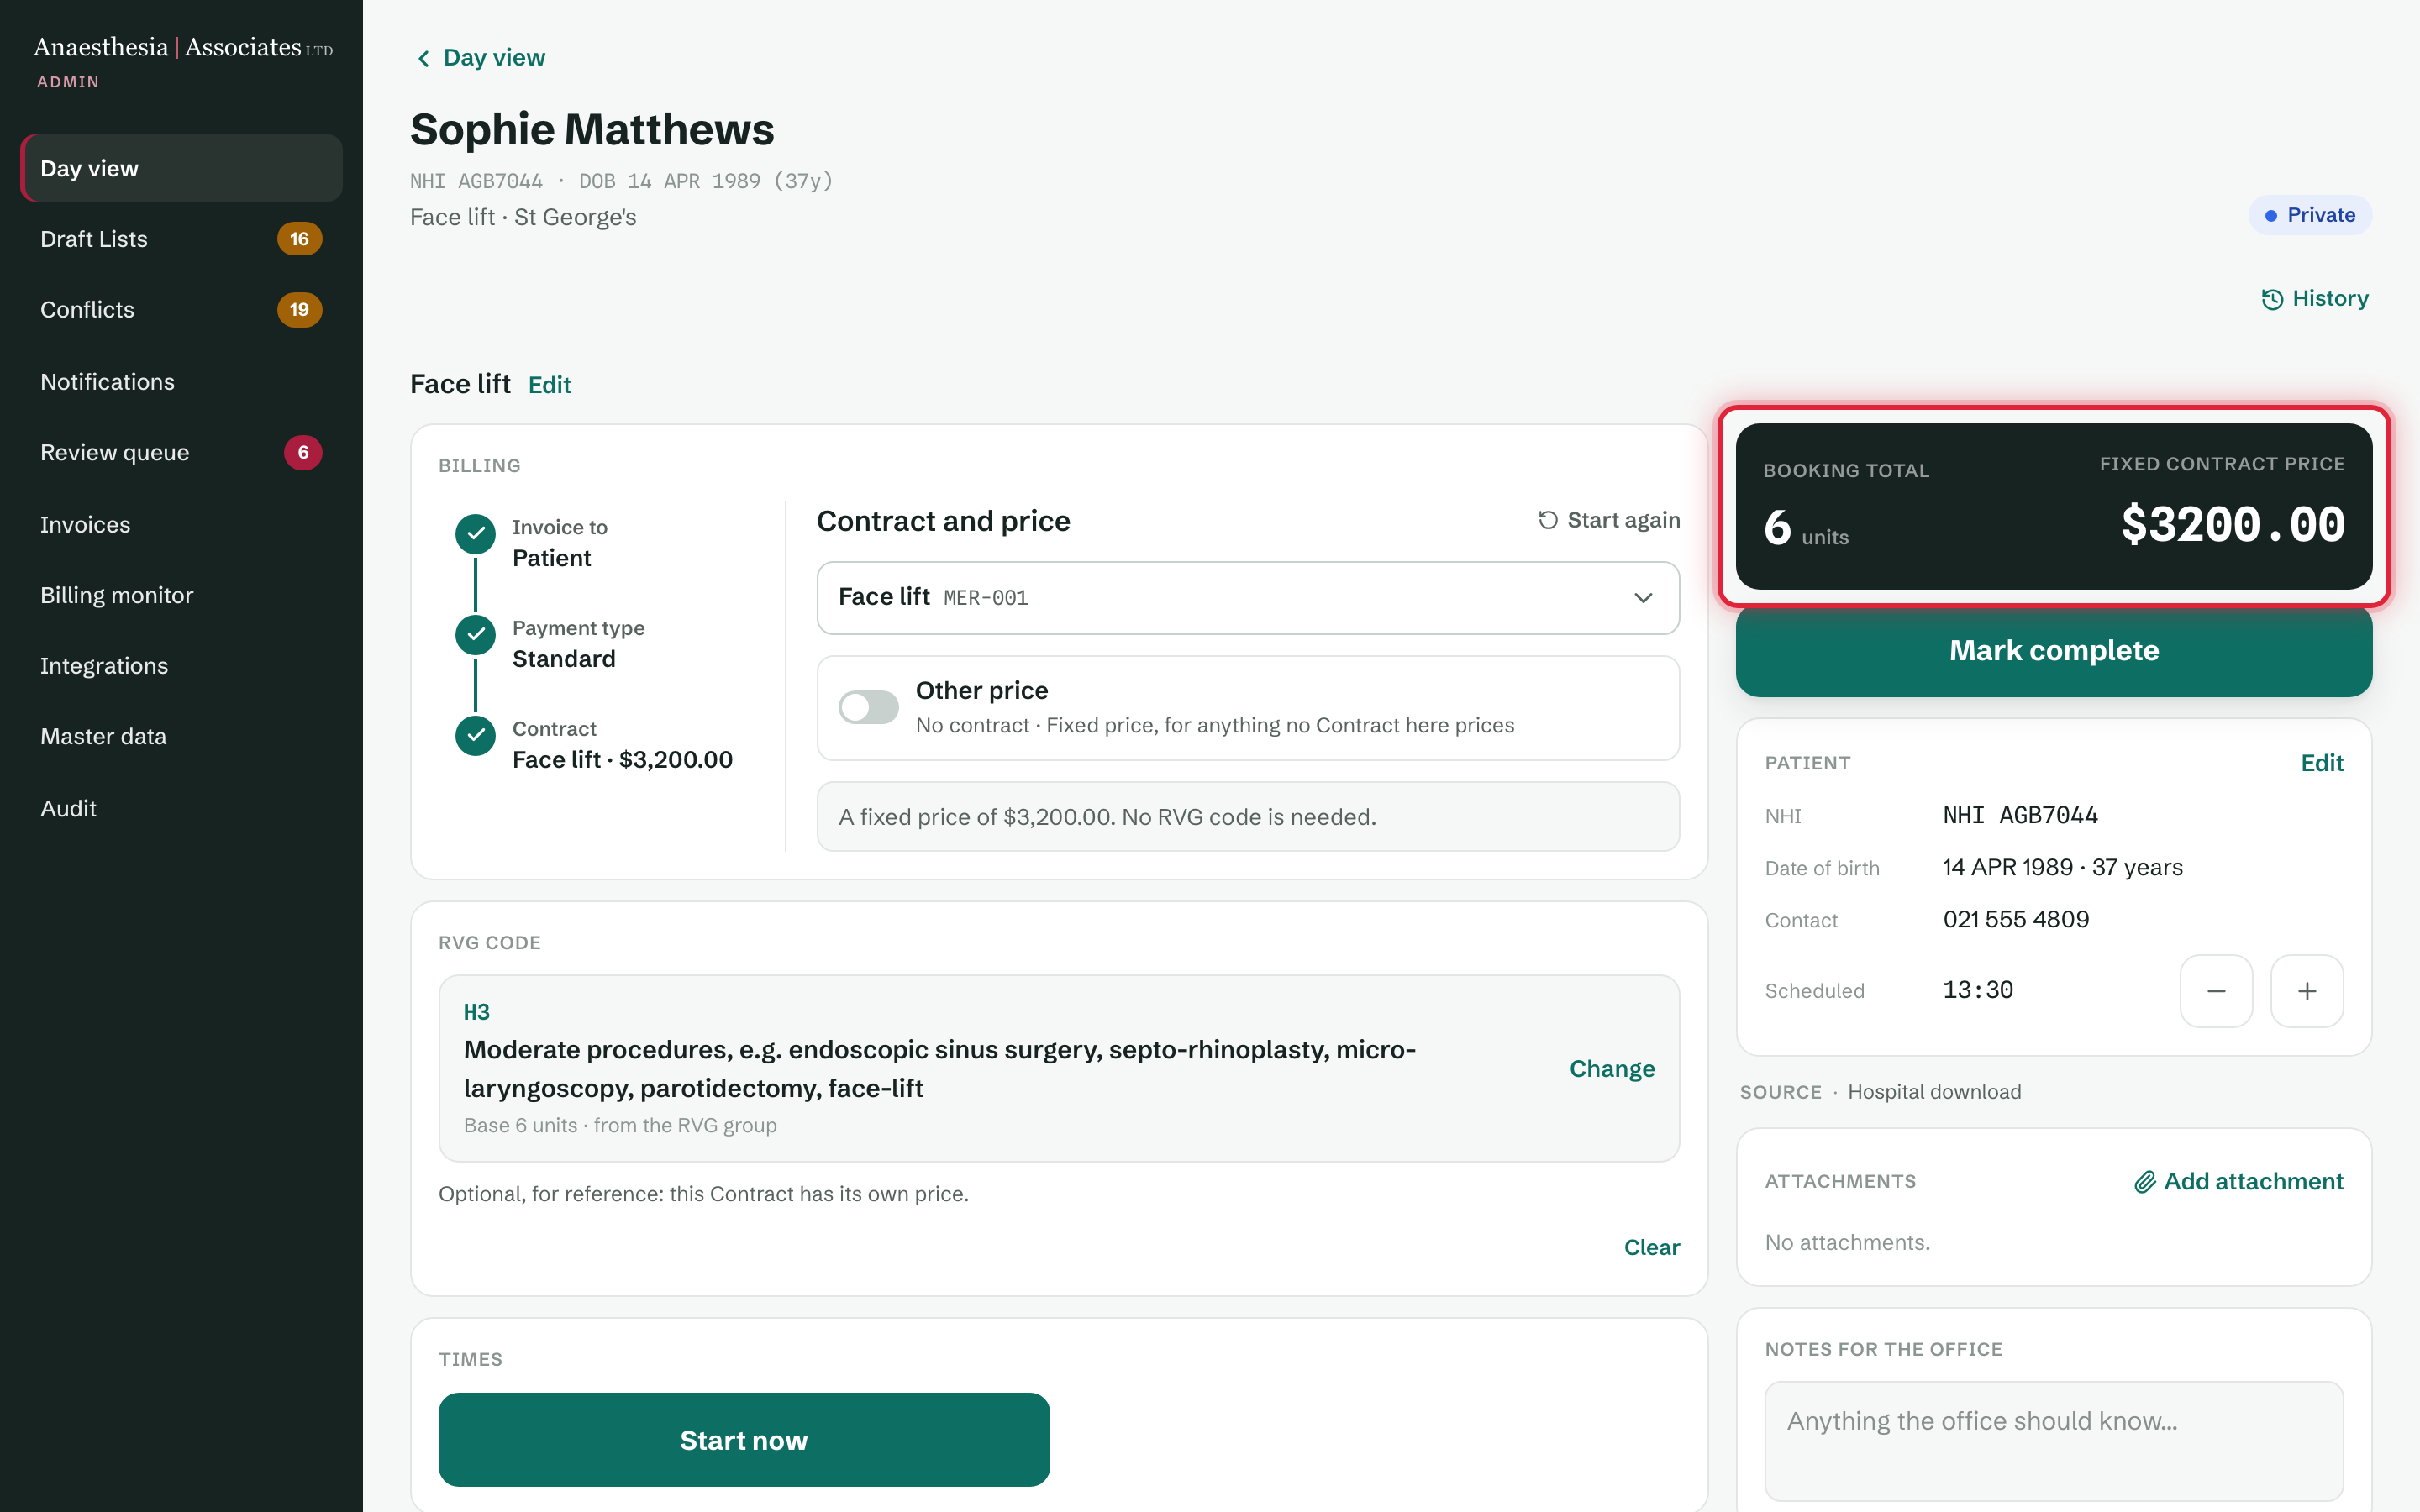 Anaesthesia | Associates LTD
ADMIN
Day view
Draft Lists 16
Conflicts 19
Notifications
Review queue 6
Invoices
Billing monitor
Integrations
Master data
Audit
Day view
Sophie Matthews
NHI AGB7044 · DOB 14 APR 1989 (37y)
Face lift · St George's
Private
History
Face lift Edit
BILLING
Invoice to
Patient
Payment type
Standard
Contract
Face lift · $3,200.00
Contract and price
Start again
Face lift MER-001
Other price
No contract · Fixed price, for anything no Contract here prices
A fixed price of $3,200.00. No RVG code is needed.
RVG CODE
H3
Moderate procedures, e.g. endoscopic sinus surgery, septo-rhinoplasty, micro-
laryngoscopy, parotidectomy, face-lift
Base 6 units · from the RVG group
Change
Optional, for reference: this Contract has its own price.
Clear
TIMES
Start now
BOOKING TOTAL
6 units
FIXED CONTRACT PRICE
$3200.00
Mark complete
PATIENT
Edit
NHI NHI AGB7044
Date of birth 14 APR 1989 · 37 years
Contact 021 555 4809
Scheduled 13:30 − +
SOURCE · Hospital download
ATTACHMENTS
Add attachment
No attachments.
NOTES FOR THE OFFICE
Anything the office should know...